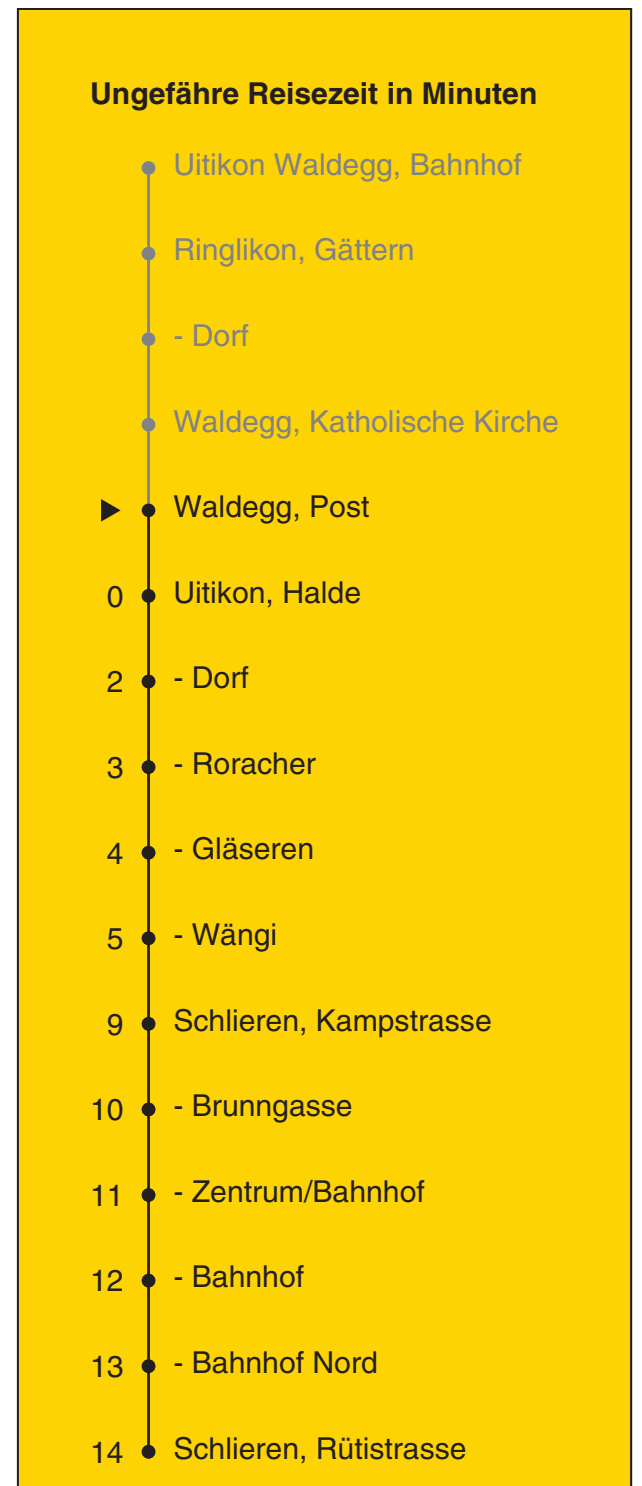 Ungefähre Reisezeit in Minuten
Uitikon Waldegg, Bahnhof
Ringlikon, Gättern
- Dorf
Waldegg, Katholische Kirche
Waldegg, Post
0 Uitikon, Halde
2 - Dorf
3 - Roracher
4 - Gläseren
5 - Wängi
9 Schlieren, Kampstrasse
10 - Brunngasse
11 - Zentrum/Bahnhof
12 - Bahnhof
13 - Bahnhof Nord
14 Schlieren, Rütistrasse